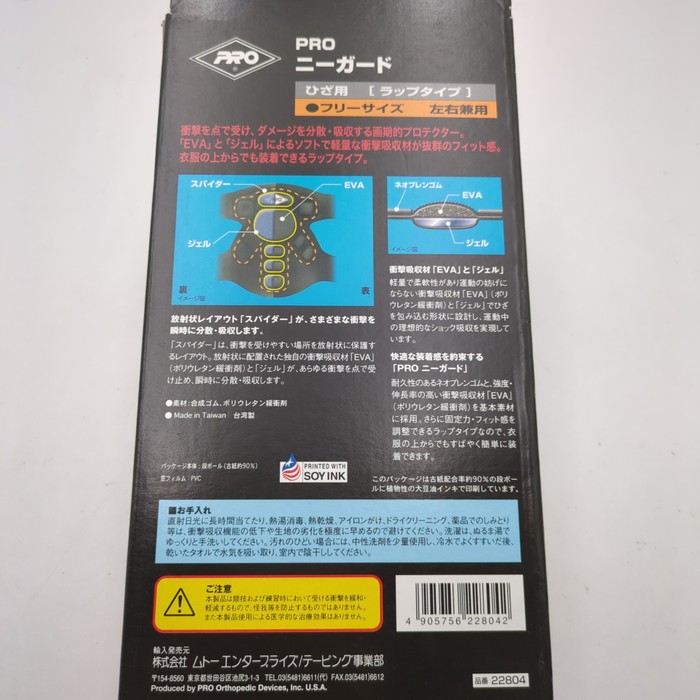 PRO
PRO
ニーガード
ひざ用 [ラップタイプ]
●フリーサイズ 左右兼用
衝撃を点で受け、ダメージを分散・吸収する画期的プロテクター。
「EVA」と「ジェル」によるソフトで軽量な衝撃吸収材が抜群のフィット感。
衣服の上からでも装着できるラップタイプ。
スパイダー
EVA
ジェル
裏
表
イメージ図
放射状レイアウト「スパイダー」が、さまざまな衝撃を
瞬時に分散・吸収します。
「スパイダー」は、衝撃を受けやすい場所を放射状に保護す
るレイアウト。放射状に配置された独自の衝撃吸収材「EVA」
(ポリウレタン緩衝剤)と「ジェル」が、あらゆる衝撃を点で受
け止め、瞬時に分散・吸収します。
●素材:合成ゴム、ポリウレタン緩衝剤
● Made in Taiwan 台湾製
ネオプレンゴム
EVA
ジェル
イメージ図
衝撃吸収材「EVA」と「ジェル」
軽量で柔軟性があり運動の妨げに
ならない衝撃吸収材「EVA」(ポリ
ウレタン緩衝剤)と「ジェル」でひざ
を包み込む形状に設計し、運動中
の理想的なショック吸収を実現して
います。
快適な装着感を約束する
「PRO ニーガード」
耐久性のあるネオプレンゴムと、強度・
伸長率の高い衝撃吸収材「EVA」
(ポリウレタン緩衝剤)を基本素材
に採用。さらに固定力・フィット感を
調整できるラップタイプなので、衣
服の上からでもすばやく簡単に装
着できます。
パッケージ本体:段ボール(古紙約90%)
窓フィルム:PVC
PRINTED WITH
SOY INK
このパッケージは古紙配合率約90%の段ボー
ルに植物性の大豆油インキで印刷しています。
■お手入れ
直射日光に長時間当てたり、熱湯消毒、熱乾燥、アイロンがけ、ドライクリーニング、薬品でのしみとり
等は、衝撃吸収機能の低下や生地の劣化を極度に早めるので避けてください。洗濯は、ぬるま湯で
ゆっくりと手洗いしてください。汚れのひどい場合には、中性洗剤を少量使用し、冷水でよくすすいだ後、
乾いたタオルで水気を吸い取り、室内で陰干ししてください。
ご注意
本製品は競技および練習時において受ける衝撃を緩和・
軽減するもので、怪我等を防止するものではありません。
また本製品使用による医学的な治療効果はありません。
4 905756 228042
輸入発売元
株式会社 ムトーエンタープライズ/テーピング事業部
〒154-8560 東京都世田谷区池尻3-1-3 TEL.03(5481)6611(代) FAX.03(5481)6612
Produced by PRO Orthopedic Devices, Inc. U.S.A.
品番 22804